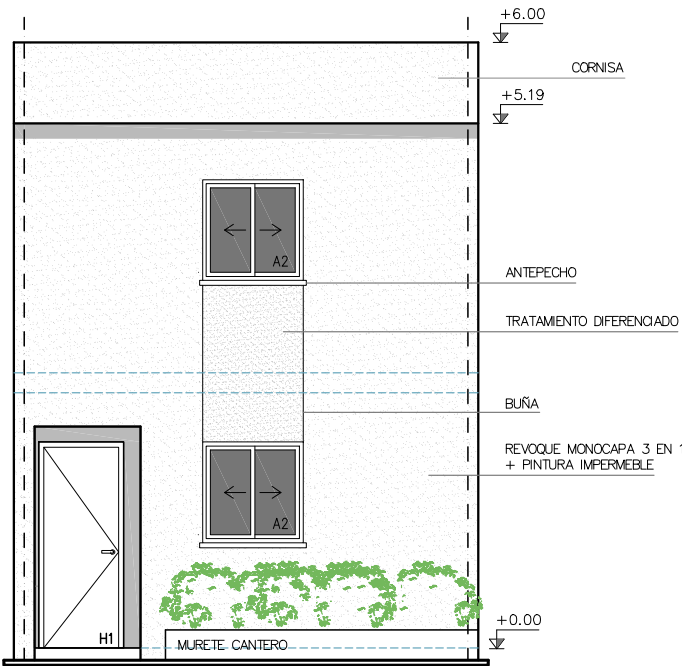 +6.00
CORNISA
+5.19
A2
ANTEPECHO
TRATAMIENTO DIFERENCIADO
BUÑA
REVOQUE MONOCAPA 3 EN 1
+ PINTURA IMPERMEBLE
A2
+0.00
H1
MURETE CANTERO